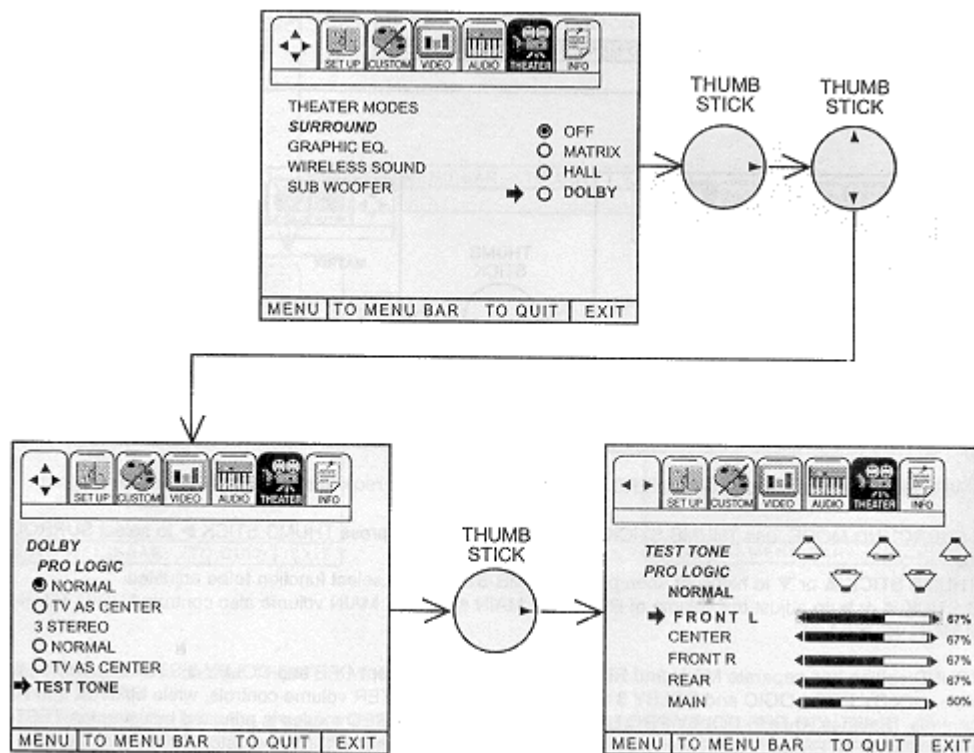 SET UP CUSTOM VIDEO AUDIO THEATER INFO
THEATER MODES
SURROUND
GRAPHIC EQ.
WIRELESS SOUND
SUB WOOFER
OFF
MATRIX
HALL
DOLBY
MENU TO MENU BAR TO QUIT EXIT
THUMB
STICK
THUMB
STICK
SET UP CUSTOM VIDEO AUDIO THEATER INFO
DOLBY
PRO LOGIC
NORMAL
TV AS CENTER
3 STEREO
NORMAL
TV AS CENTER
TEST TONE
MENU TO MENU BAR TO QUIT EXIT
THUMB
STICK
SET UP CUSTOM VIDEO AUDIO THEATER INFO
TEST TONE
PRO LOGIC
NORMAL
FRONT L 67%
CENTER 67%
FRONT R 67%
REAR 67%
MAIN 50%
MENU TO MENU BAR TO QUIT EXIT